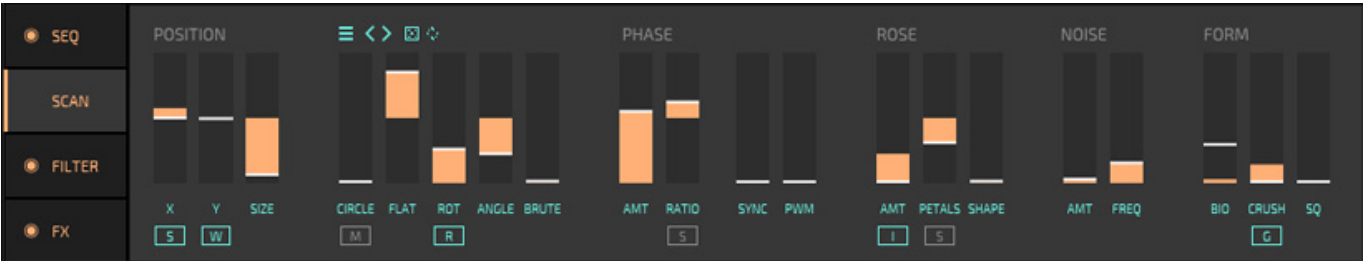 SEQ
SCAN
FILTER
FX
POSITION
X Y SIZE
S W
CIRCLE FLAT ROT ANGLE BRUTE
M R
PHASE
AMT RATIO SYNC PWM
S
ROSE
AMT PETALS SHAPE
I S
NOISE
AMT FREQ
FORM
BIO CRUSH SQ
G